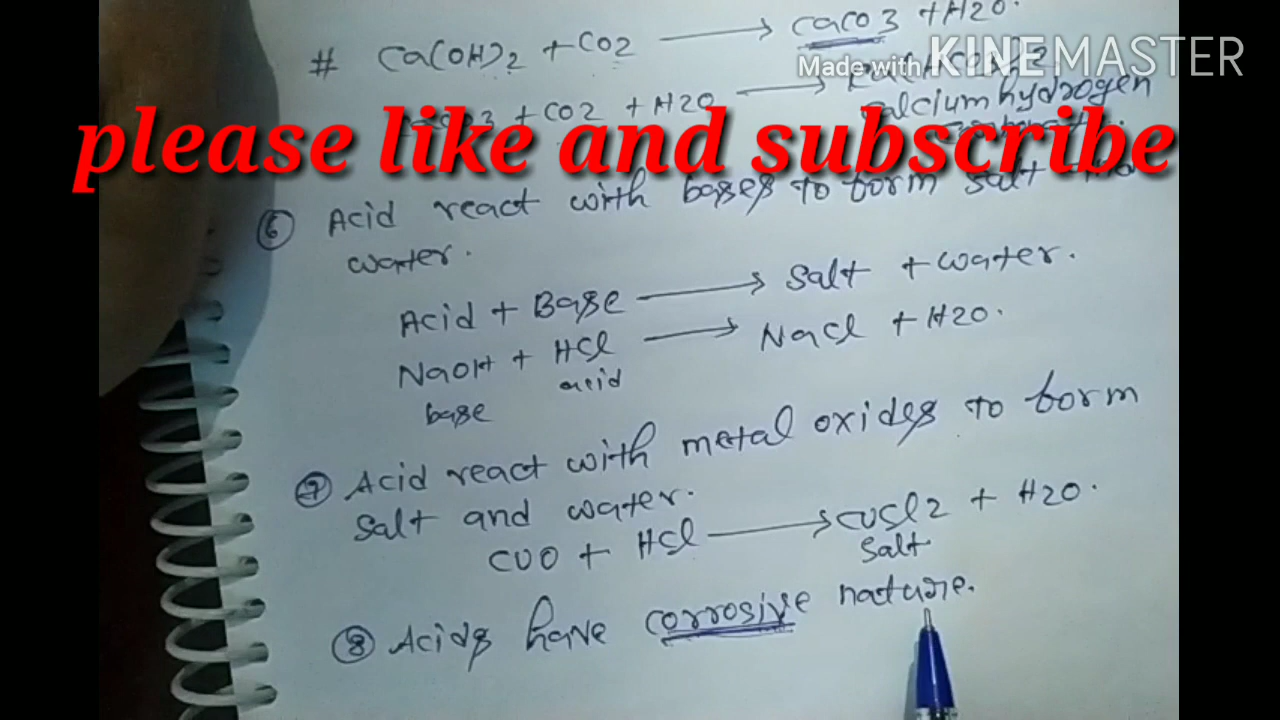 # Ca(OH)2 + CO2 → CaCO3 + H2O.
Made with KINEMASTER
+ CO2 + H2O →
calcium hydrogen
please like and subscribe
⑥ Acid react with bases to form salt
water.
Acid + Base → Salt + water.
NaOH + HCl → NaCl + H2O.
base acid
⑦ Acid react with metal oxides to form
salt and water.
CUO + HCl → CUCl2 + H2O.
salt
⑧ Acids have corrosive nature.